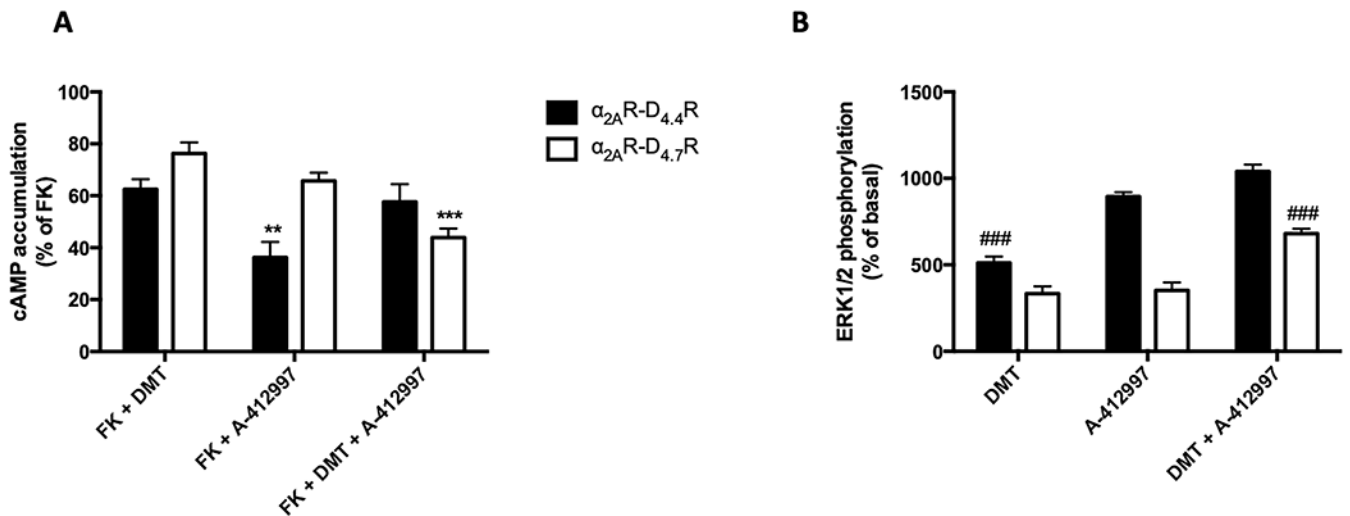 A
cAMP accumulation
(% of FK)
100
80
60
40
20
0
**
***
FK + DMT
FK + A-412997
FK + DMT + A-412997
α2AR-D4.4R
α2AR-D4.7R
B
ERK1/2 phosphorylation
(% of basal)
1500
1000
500
0
###
###
DMT
A-412997
DMT + A-412997